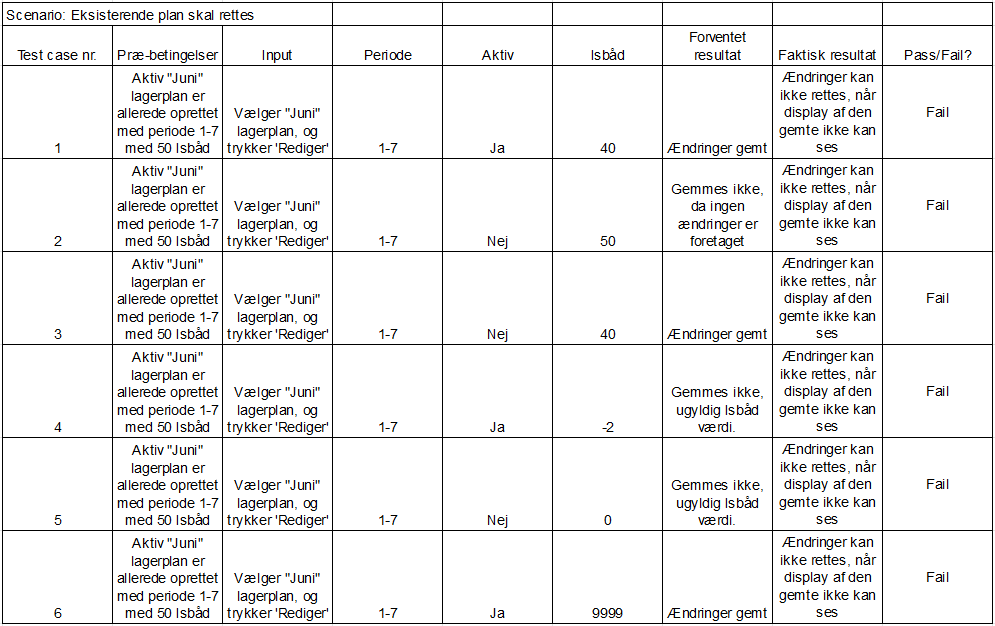 Scenario: Eksisterende plan skal rettes
Test case nr. Præ-betingelser Input Periode Aktiv Isbåd Forventet resultat Faktisk resultat Pass/Fail?
1
Aktiv "Juni"
lagerplan er
allerede oprettet
med periode 1-7
med 50 Isbåd
Vælger "Juni"
lagerplan, og
trykker 'Rediger'
1-7
Ja
40
Ændringer gemt
Ændringer kan
ikke rettes, når
display af den
gemte ikke kan
ses
Fail
2
Aktiv "Juni"
lagerplan er
allerede oprettet
med periode 1-7
med 50 Isbåd
Vælger "Juni"
lagerplan, og
trykker 'Rediger'
1-7
Nej
50
Gemmes ikke,
da ingen
ændringer er
foretaget
Ændringer kan
ikke rettes, når
display af den
gemte ikke kan
ses
Fail
3
Aktiv "Juni"
lagerplan er
allerede oprettet
med periode 1-7
med 50 Isbåd
Vælger "Juni"
lagerplan, og
trykker 'Rediger'
1-7
Nej
40
Ændringer gemt
Ændringer kan
ikke rettes, når
display af den
gemte ikke kan
ses
Fail
4
Aktiv "Juni"
lagerplan er
allerede oprettet
med periode 1-7
med 50 Isbåd
Vælger "Juni"
lagerplan, og
trykker 'Rediger'
1-7
Ja
-2
Gemmes ikke,
ugyldig Isbåd
værdi.
Ændringer kan
ikke rettes, når
display af den
gemte ikke kan
ses
Fail
5
Aktiv "Juni"
lagerplan er
allerede oprettet
med periode 1-7
med 50 Isbåd
Vælger "Juni"
lagerplan, og
trykker 'Rediger'
1-7
Nej
0
Gemmes ikke,
ugyldig Isbåd
værdi.
Ændringer kan
ikke rettes, når
display af den
gemte ikke kan
ses
Fail
6
Aktiv "Juni"
lagerplan er
allerede oprettet
med periode 1-7
med 50 Isbåd
Vælger "Juni"
lagerplan, og
trykker 'Rediger'
1-7
Ja
9999
Ændringer gemt
Ændringer kan
ikke rettes, når
display af den
gemte ikke kan
ses
Fail